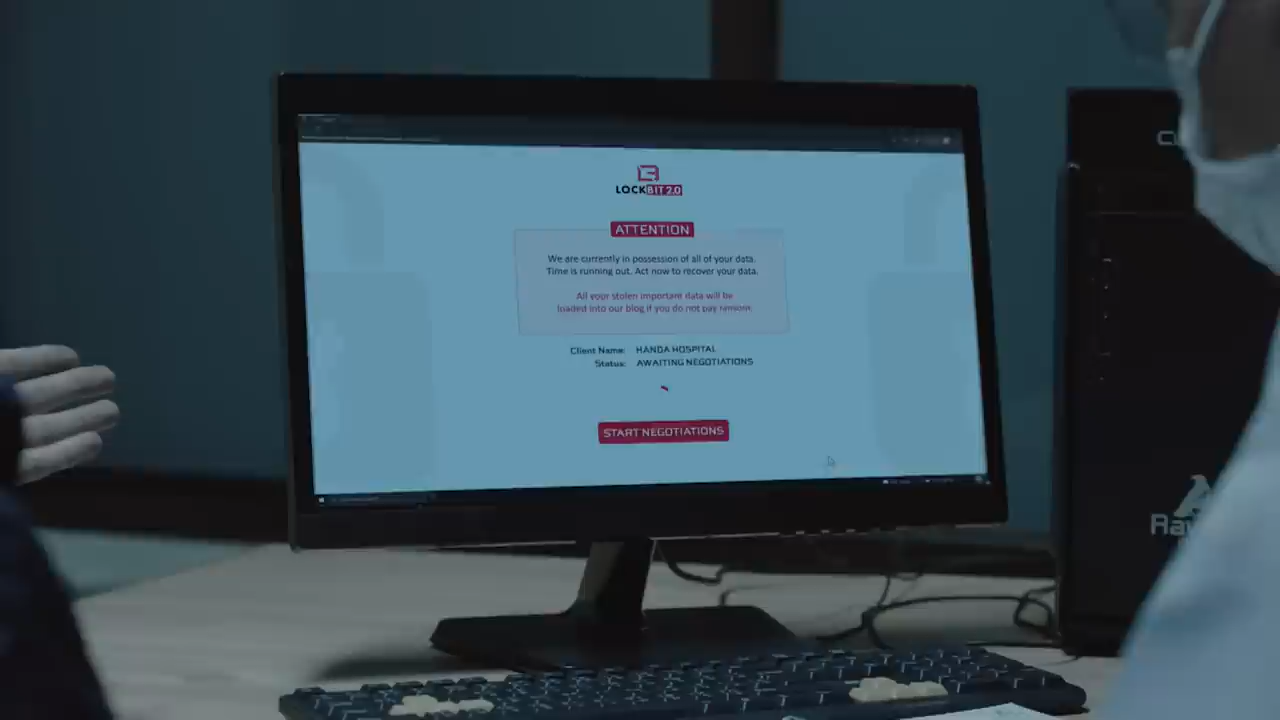 LOCKBIT 2.0
ATTENTION
We are currently in possession of all of your data.
Time is running out. Act now to recover your data.
All your stolen important data will be
loaded into our blog if you do not pay ransom.
Client Name: HANDA HOSPITAL
Status: AWAITING NEGOTIATIONS
START NEGOTIATIONS